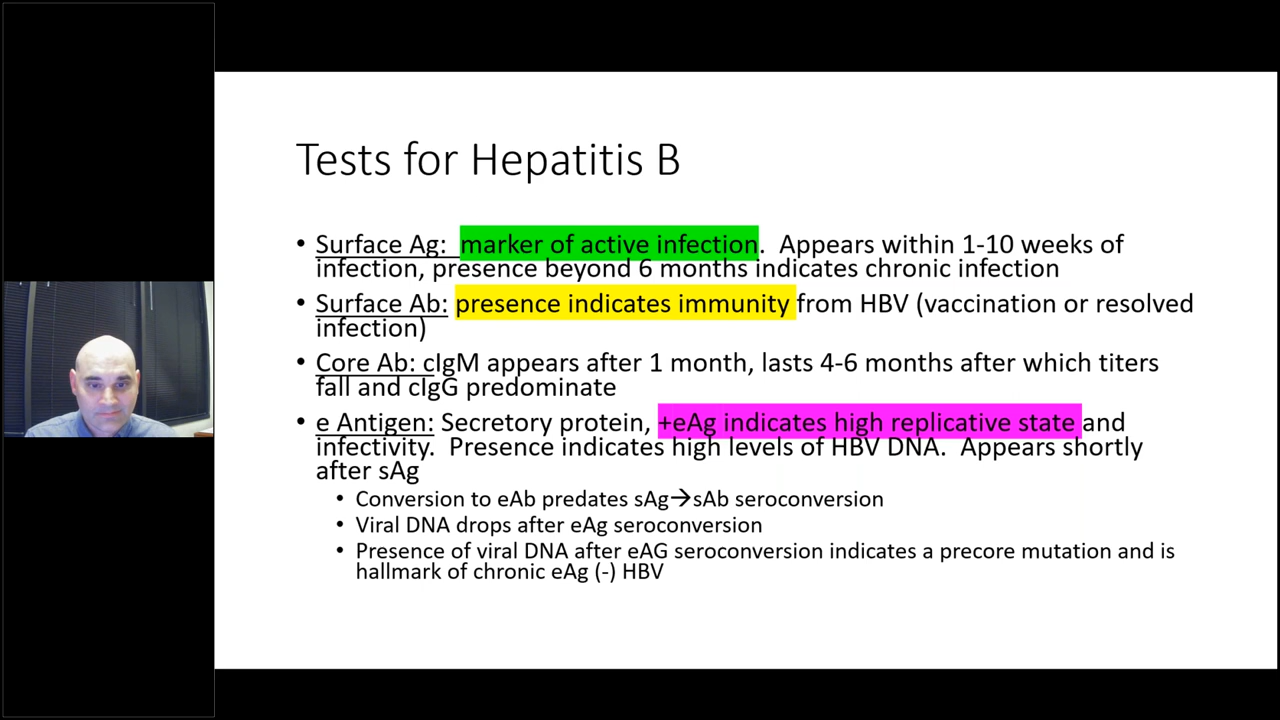 Tests for Hepatitis B
• Surface Ag: marker of active infection. Appears within 1-10 weeks of
infection, presence beyond 6 months indicates chronic infection
• Surface Ab: presence indicates immunity from HBV (vaccination or resolved
infection)
• Core Ab: cIgM appears after 1 month, lasts 4-6 months after which titers
fall and cIgG predominate
• e Antigen: Secretory protein, +eAg indicates high replicative state and
infectivity. Presence indicates high levels of HBV DNA. Appears shortly
after sAg
• Conversion to eAb predates sAg→sAb seroconversion
• Viral DNA drops after eAg seroconversion
• Presence of viral DNA after eAG seroconversion indicates a precore mutation and is
hallmark of chronic eAg (-) HBV